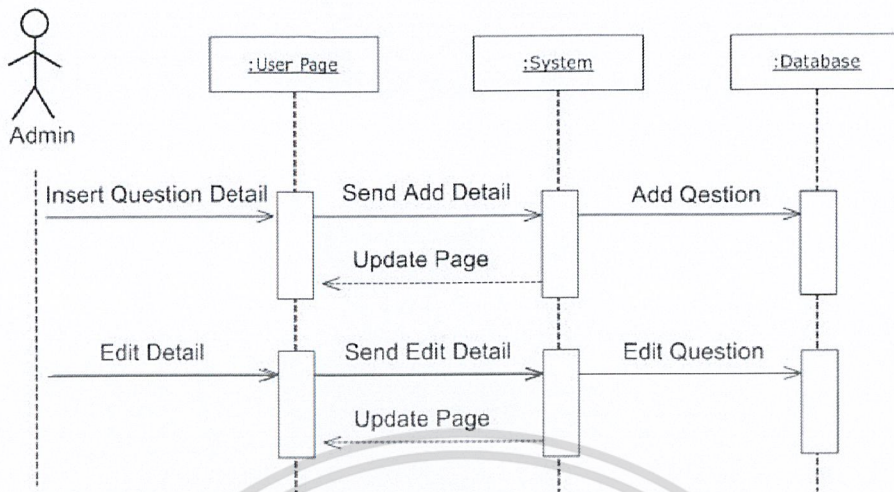 :User Page
:System
:Database
Admin
Insert Question Detail
Send Add Detail
Add Qestion
Update Page
Edit Detail
Send Edit Detail
Edit Question
Update Page